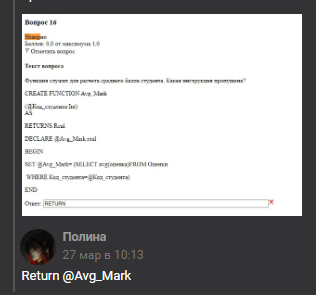 Вопрос 16
Неверно
Баллов: 0,0 от максимума 1,0
Отметить вопрос
Текст вопроса
Функция служит для расчета среднего балла студента. Какая инструкция пропущена?
CREATE FUNCTION Avg_Mark
(@Код_студента Int)
AS
RETURNS Real
DECLARE @Avg_Mark real
BEGIN
SET @Avg_Mark= (SELECT avg(оценка)FROM Оценки
WHERE Код_студента=@Код_студента)
END
Ответ: RETURN
Полина
27 мар в 10:13
Return @Avg_Mark